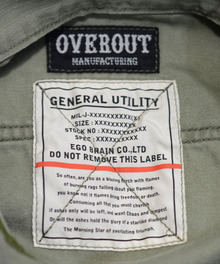 OVEROUT
MANUFACTURING
GENERAL UTILITY
MIL-J-XXXXXXXXXX(X)
SIZE : XXXXXXXXX
STOCK NO : XXXXXXXXXX
SPEC : XXXXXXXXXXX
EGO BRAIN CO.,LTD
DO NOT REMOVE THIS LABEL
So often, are you as a blazing torch with flames
of burning rags falling about you flaming,
you know not if flames bring freedom or death.
Consuming all that you must cherish
if ashes only will be left, and want Chaos and tempest
Or will the ashes hold the glory of a starlike diamond
The Morning Star of everlasting triumph.